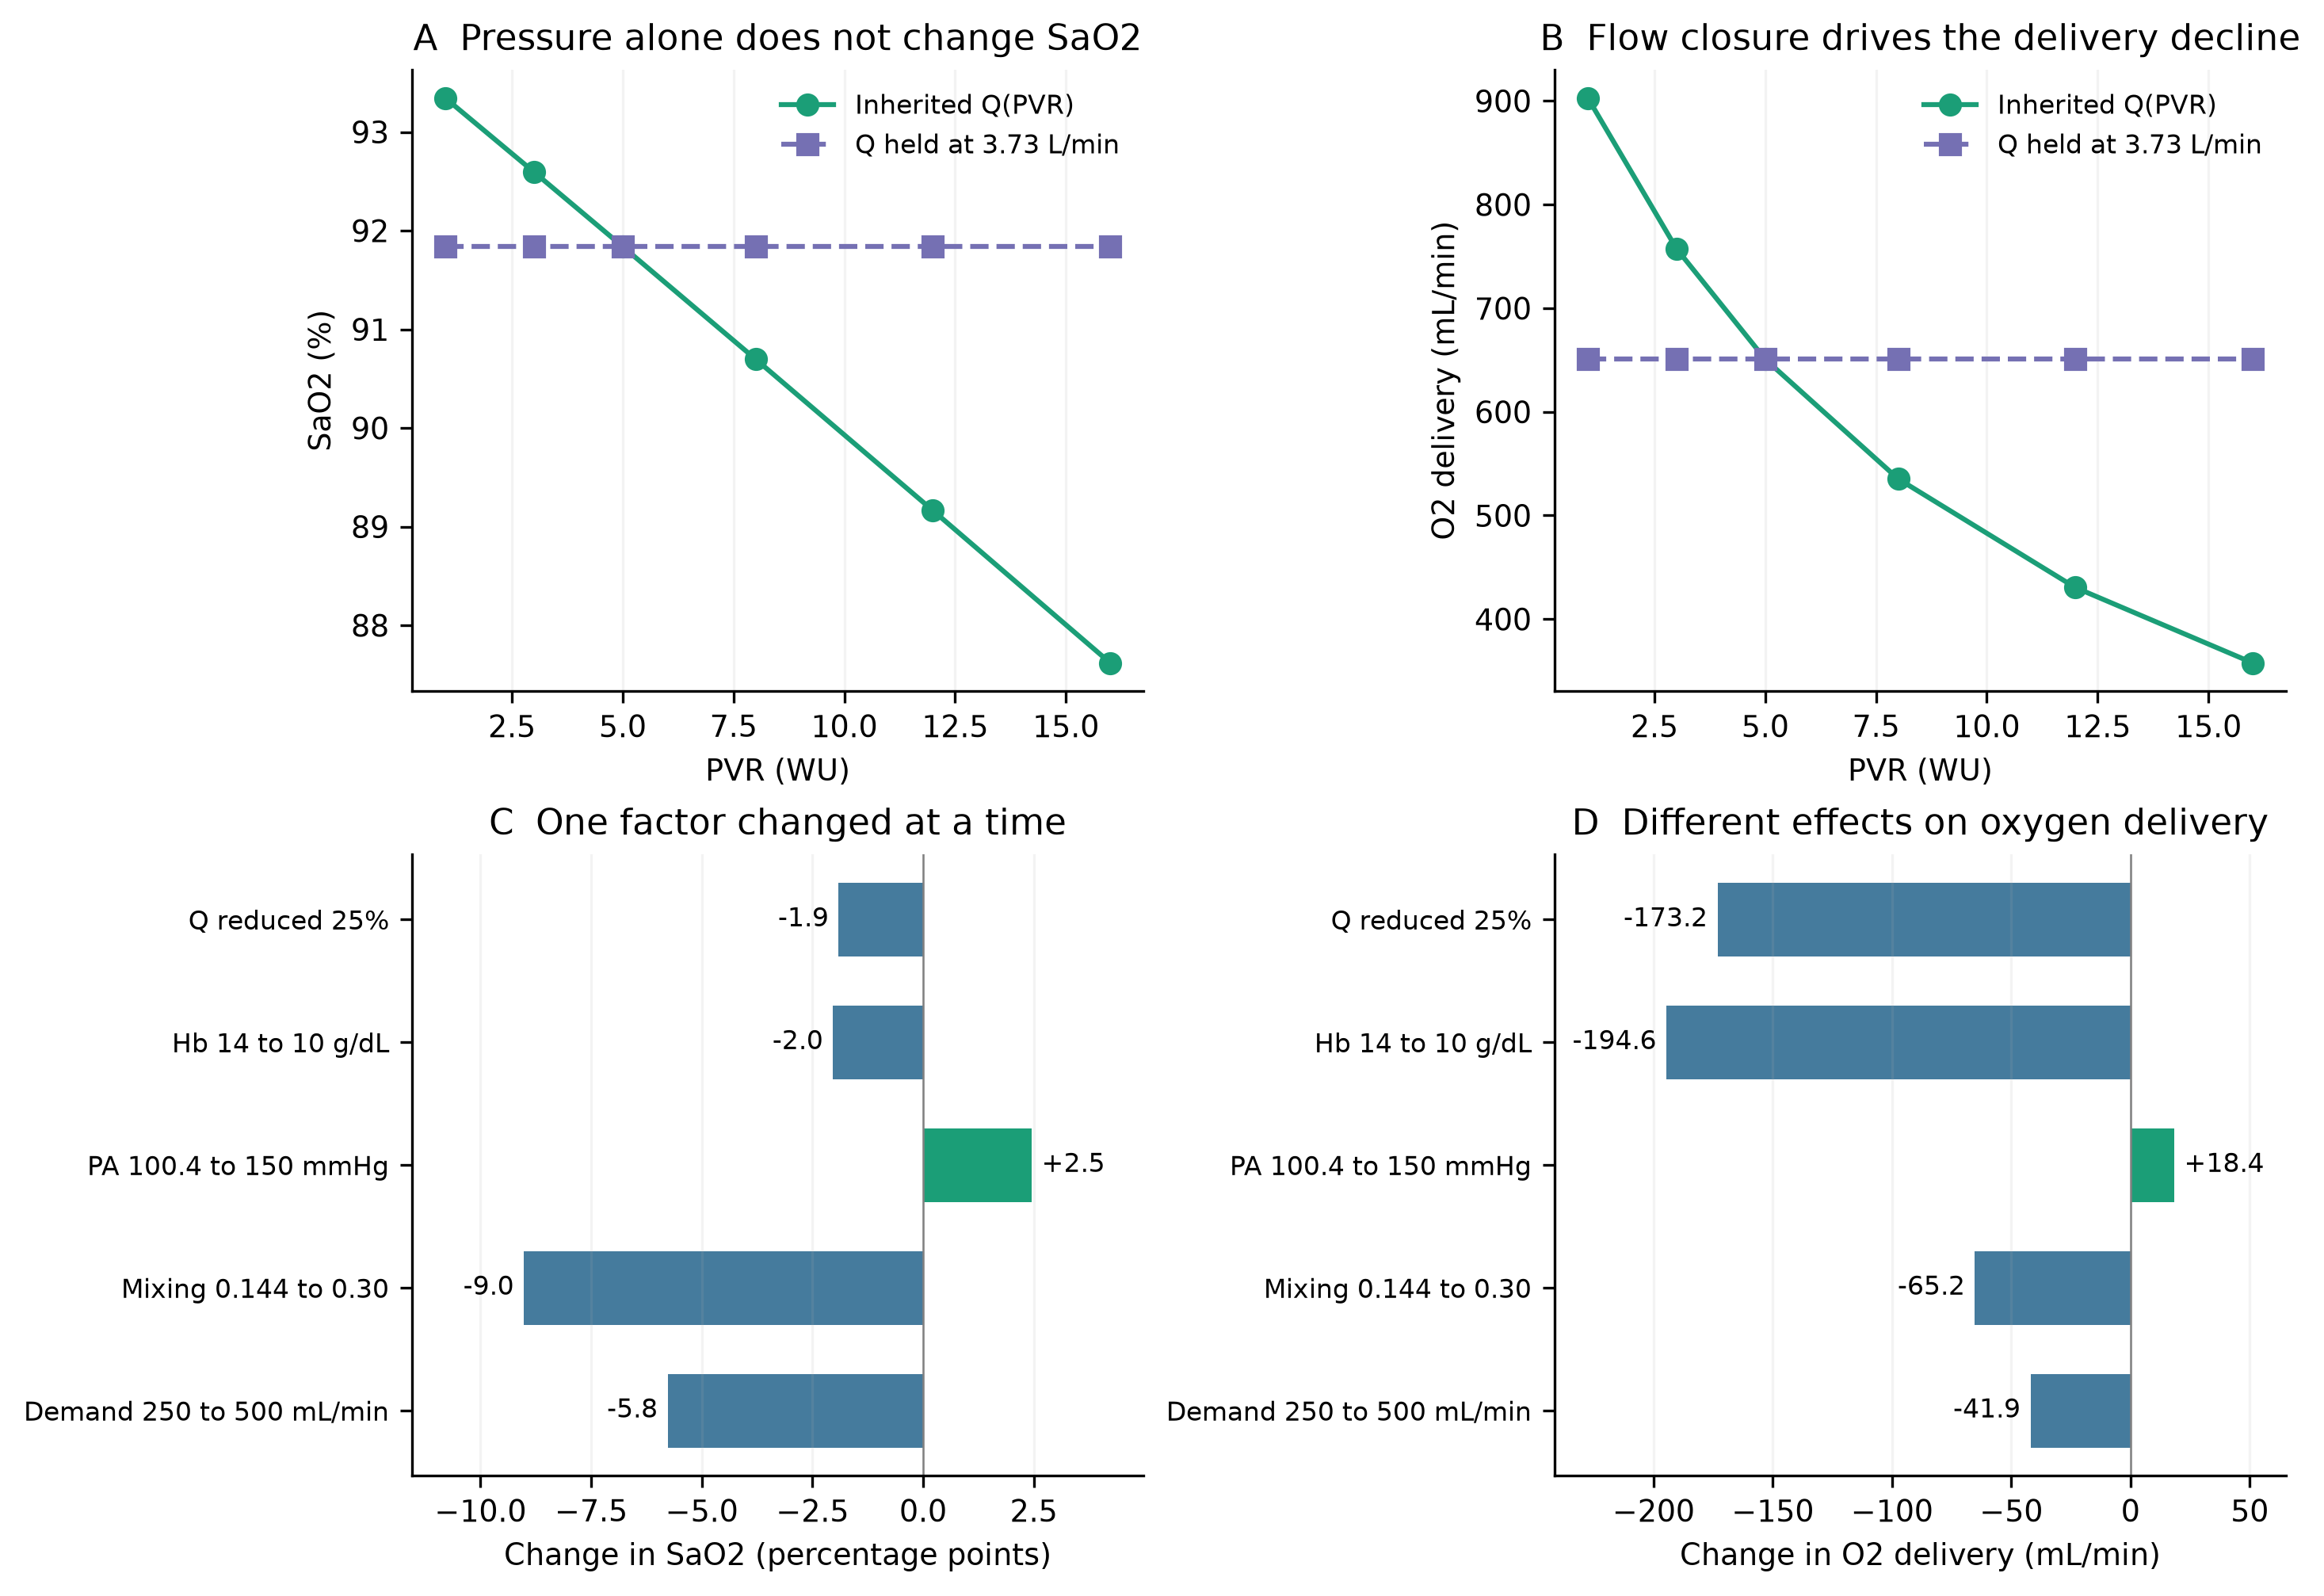 A  Pressure alone does not change SaO2
Inherited Q(PVR)
Q held at 3.73 L/min
93
92
91
90
89
88
SaO2 (%)
2.5 5.0 7.5 10.0 12.5 15.0
PVR (WU)
B  Flow closure drives the delivery decline
Inherited Q(PVR)
Q held at 3.73 L/min
900
800
700
600
500
400
O2 delivery (mL/min)
2.5 5.0 7.5 10.0 12.5 15.0
PVR (WU)
C  One factor changed at a time
Q reduced 25% -1.9
Hb 14 to 10 g/dL -2.0
PA 100.4 to 150 mmHg +2.5
Mixing 0.144 to 0.30 -9.0
Demand 250 to 500 mL/min -5.8
−10.0 −7.5 −5.0 −2.5 0.0 2.5
Change in SaO2 (percentage points)
D  Different effects on oxygen delivery
Q reduced 25% -173.2
Hb 14 to 10 g/dL -194.6
PA 100.4 to 150 mmHg +18.4
Mixing 0.144 to 0.30 -65.2
Demand 250 to 500 mL/min -41.9
−200 −150 −100 −50 0 50
Change in O2 delivery (mL/min)